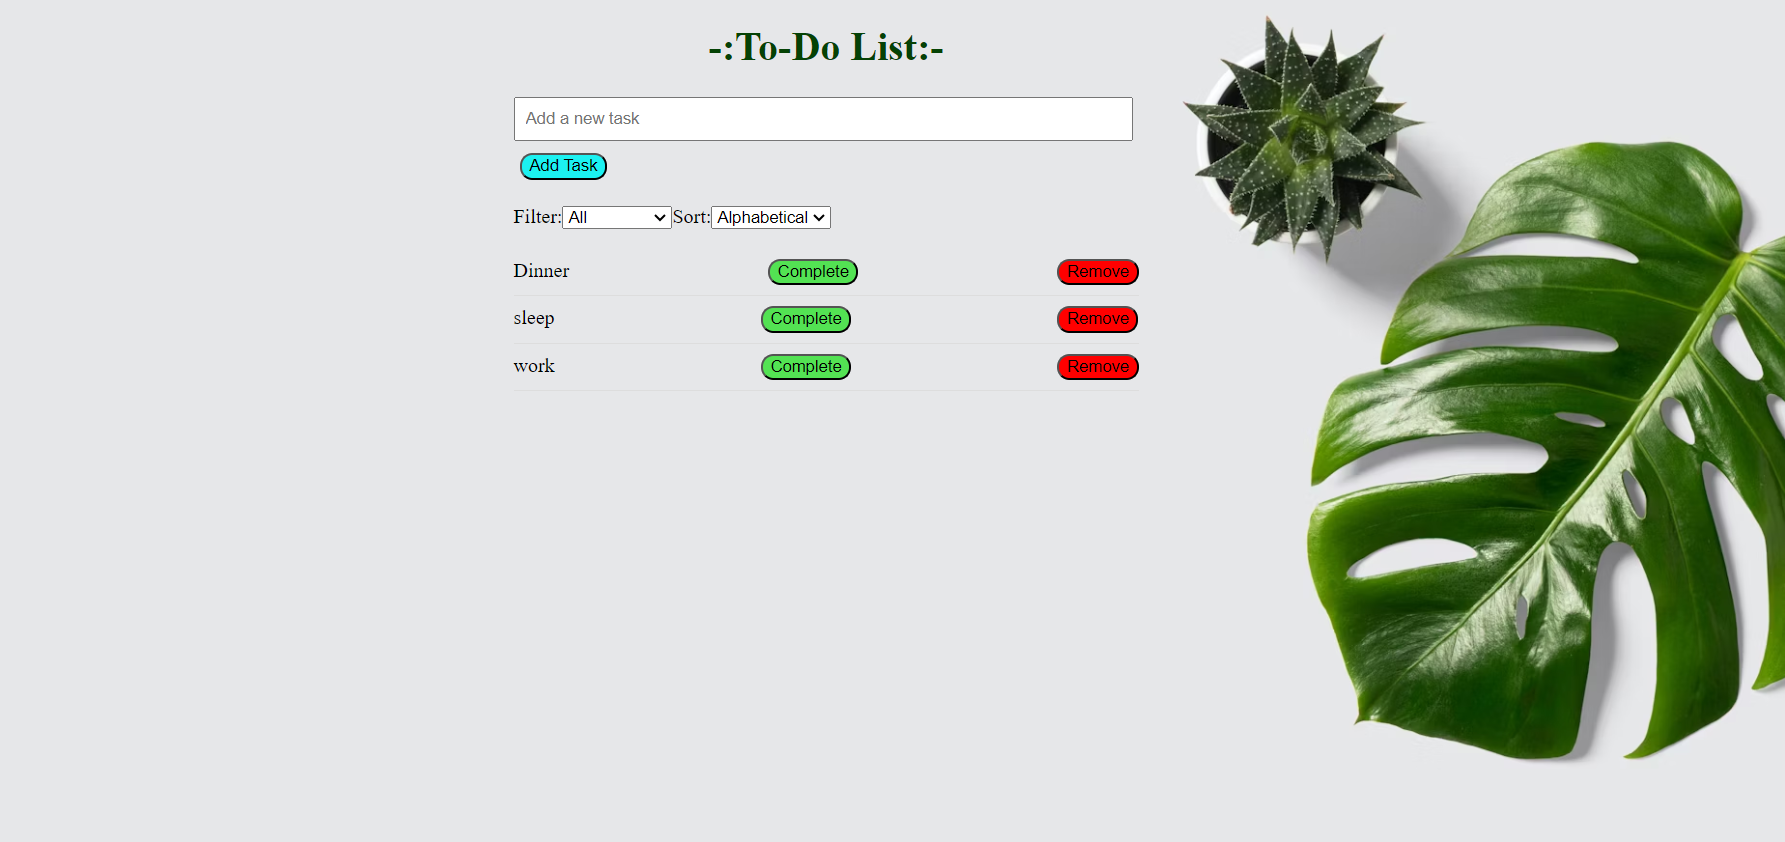 -:To-Do List:-
Add a new task
Add Task
Filter: All Sort: Alphabetical
Dinner Complete Remove
sleep Complete Remove
work Complete Remove